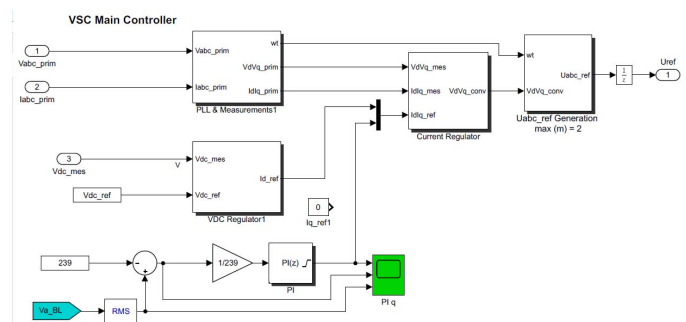 VSC Main Controller
1
Vabc_prim
2
Iabc_prim
Vabc_prim
Iabc_prim
wt
VdVq_prim
IdIq_prim
PLL & Measurements1
VdVq_mes
IdIq_mes
IdIq_ref
VdVq_conv
Current Regulator
wt
VdVq_conv
Uabc_ref
Uabc_ref Generation
max (m) = 2
1
z
Uref
1
3
Vdc_mes
V
Vdc_ref
Vdc_mes
Vdc_ref
Id_ref
VDC Regulator1
0
Iq_ref1
239
-
+
1/239
PI(z)
PI
PI q
Va_BL
RMS